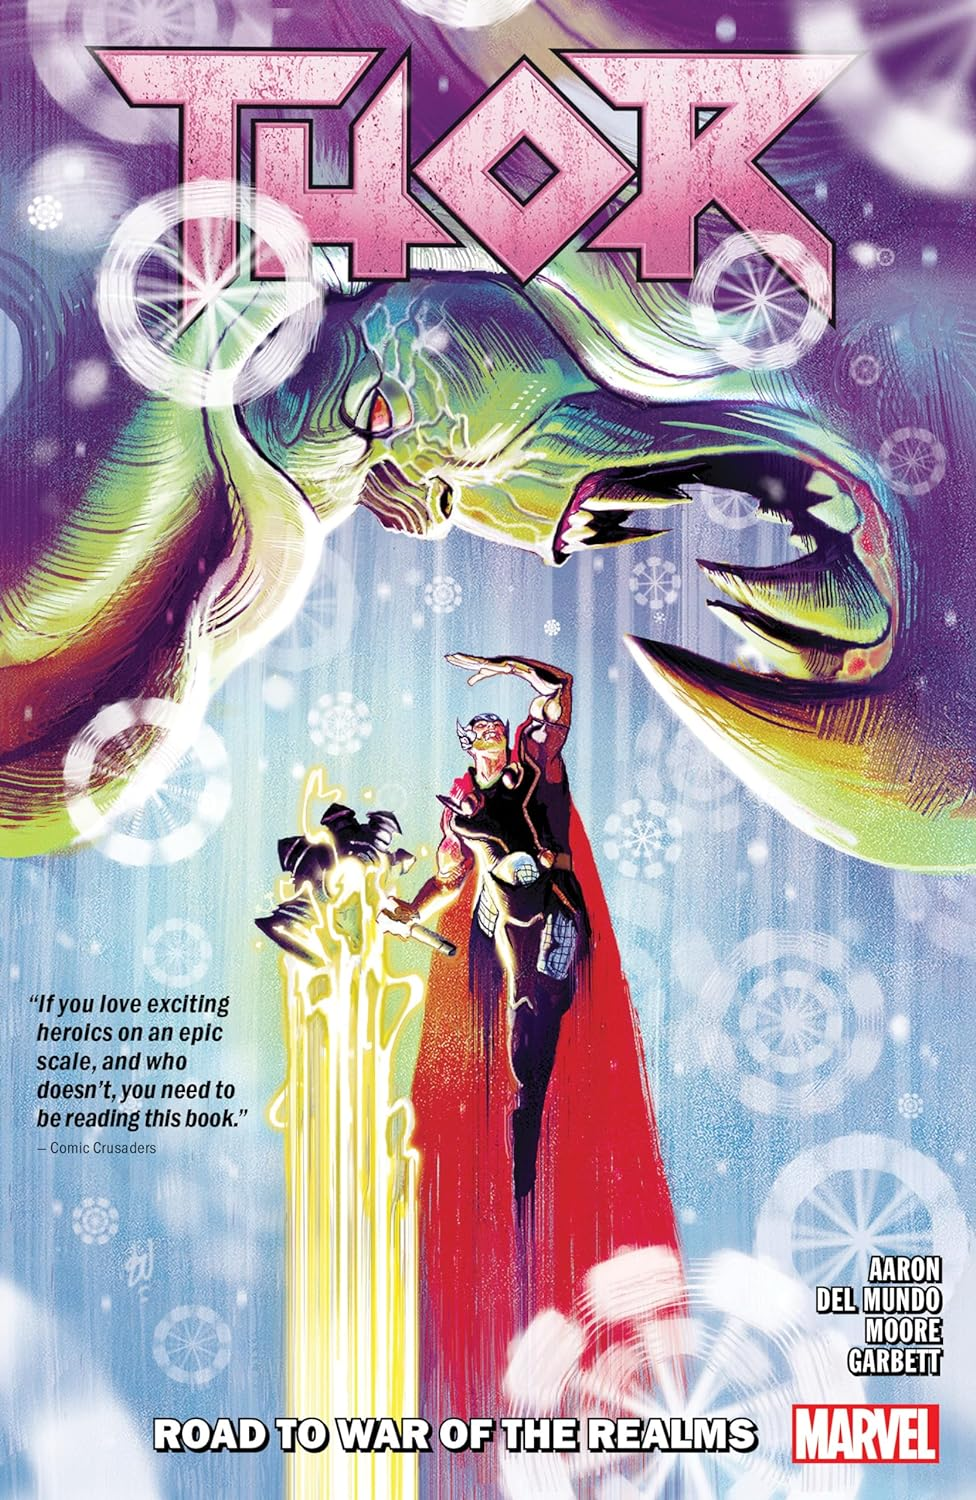 THOR
“If you love exciting
heroics on an epic
scale, and who
doesn’t, you need to
be reading this book.”
— Comic Crusaders
AARON
DEL MUNDO
MOORE
GARBETT
ROAD TO WAR OF THE REALMS
MARVEL